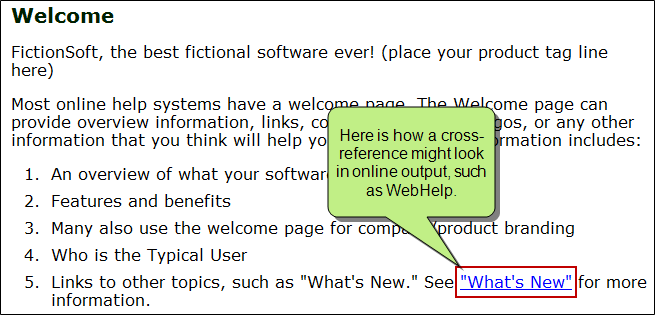 Welcome
FictionSoft, the best fictional software ever! (place your product tag line
here)
Most online help systems have a welcome page. The Welcome page can
provide overview information, links, co gos, or any other
information that you think will help yo ormation includes:
1. An overview of what your software
2. Features and benefits
3. Many also use the welcome page for comp /product branding
4. Who is the Typical User
5. Links to other topics, such as "What's New." See "What's New" for more
information.
Here is how a cross-
reference might look
in online output, such
as WebHelp.